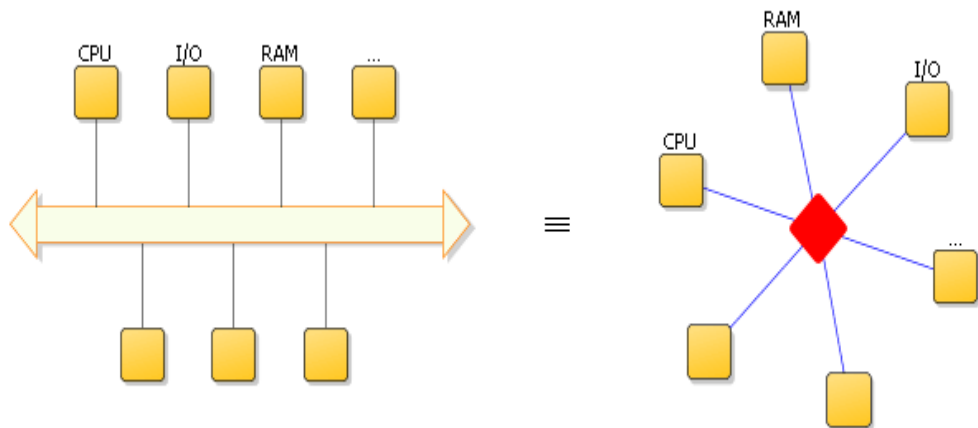 CPU
I/O
RAM
...
≡
RAM
I/O
CPU
...